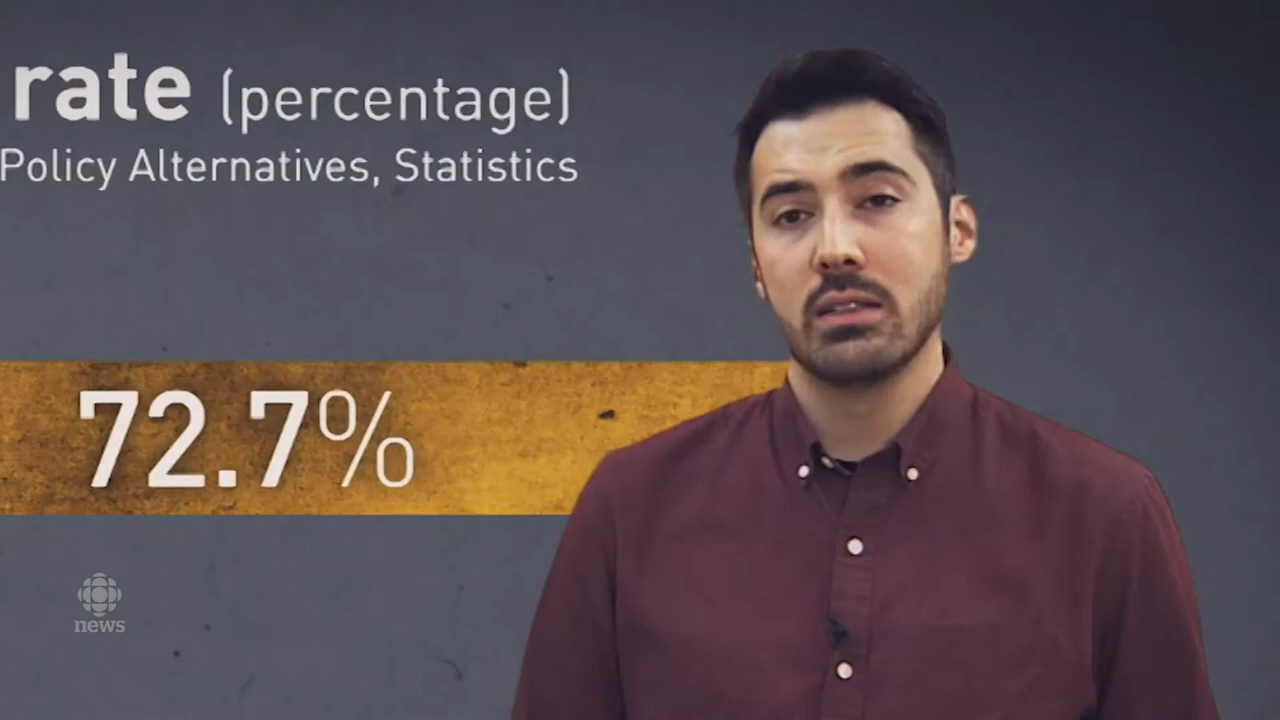 rate (percentage)
Policy Alternatives, Statistics
72.7%
news